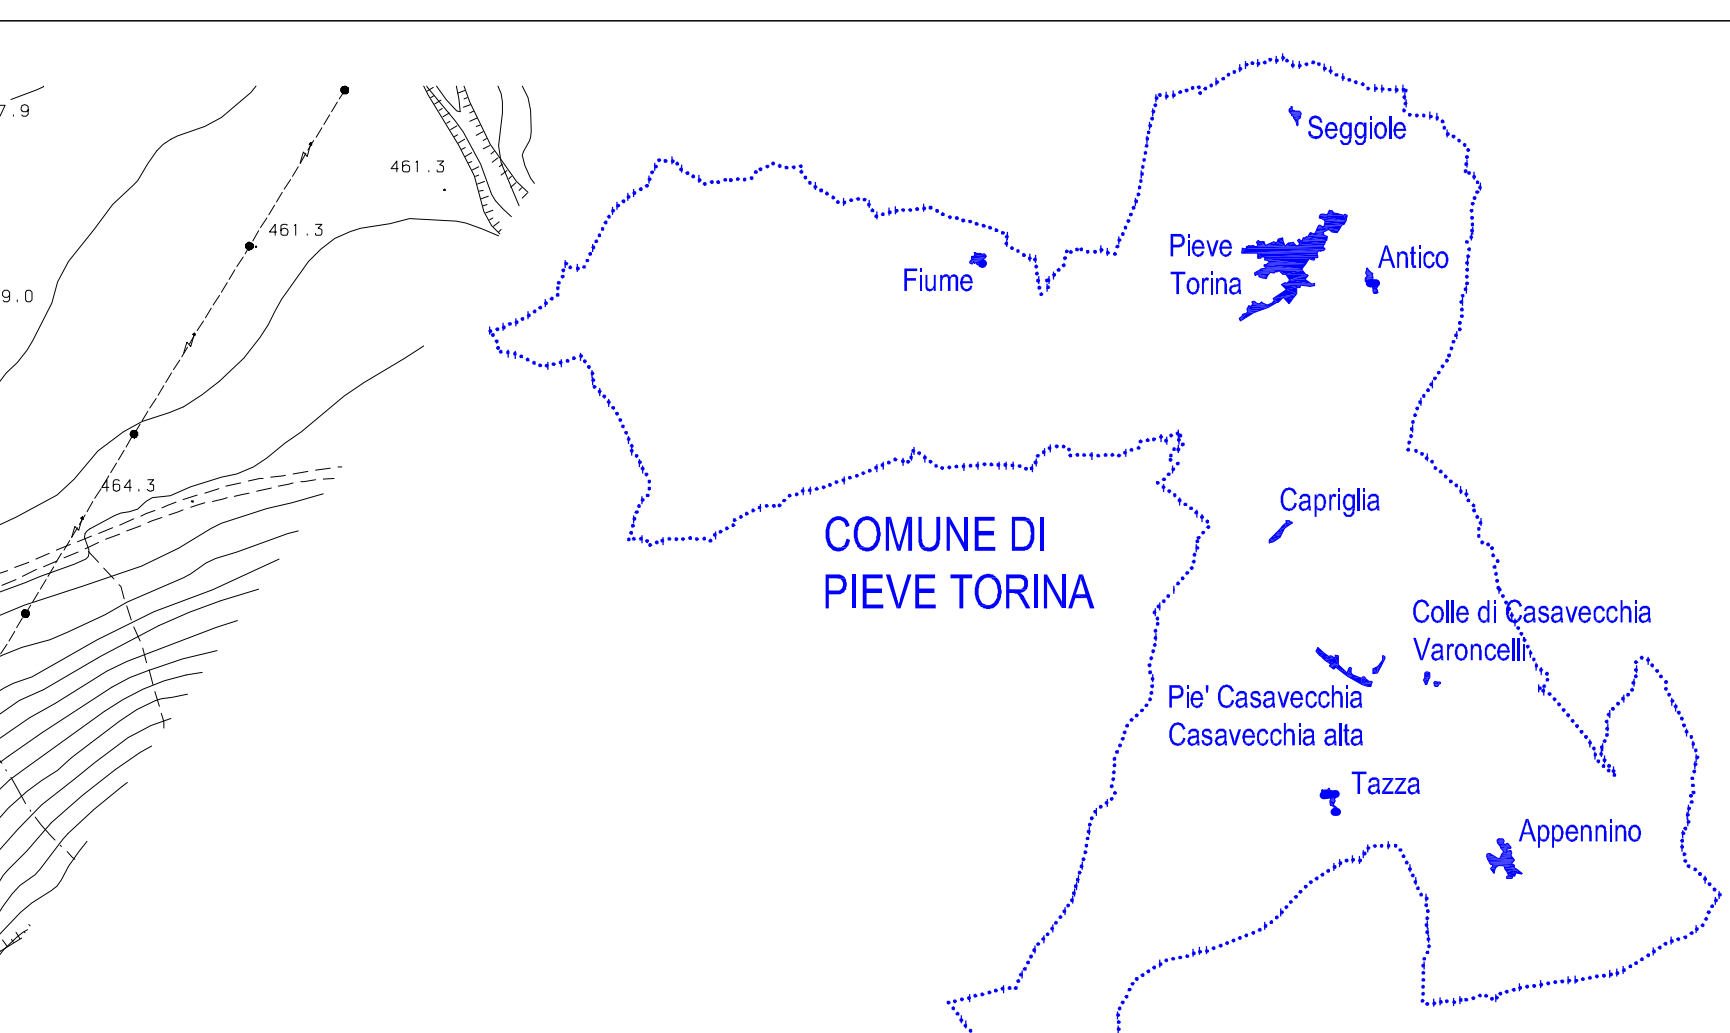 7.9
461.3
461.3
9.0
464.3
Seggiole
Pieve
Torina
Antico
Fiume
Capriglia
COMUNE DI
PIEVE TORINA
Colle di Casavecchia
Varoncelli
Pie' Casavecchia
Casavecchia alta
Tazza
Appennino